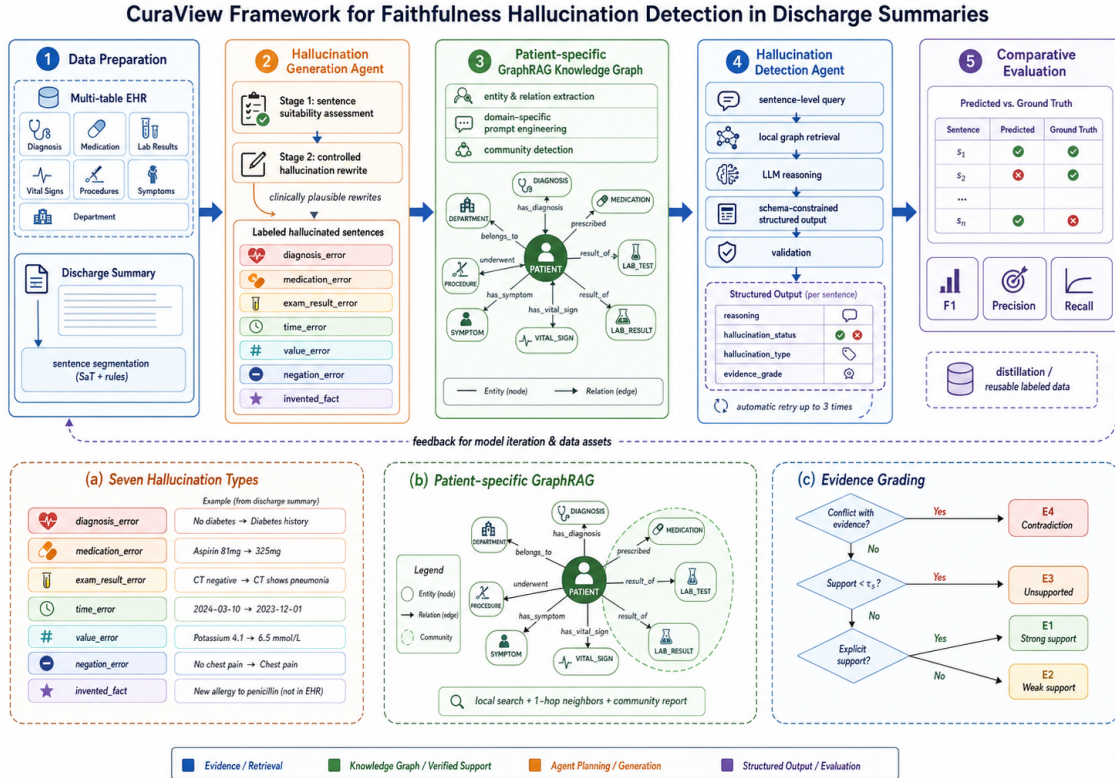 CuraView Framework for Faithfulness Hallucination Detection in Discharge Summaries
1 Data Preparation
Multi-table EHR
Diagnosis
Medication
Lab Results
Vital Signs
Procedures
Symptoms
Department
Discharge Summary
sentence segmentation
(SaT + rules)
2 Hallucination
Generation Agent
Stage 1: sentence
suitability assessment
Stage 2: controlled
hallucination rewrite
clinically plausible rewrites
Labeled hallucinated sentences
diagnosis_error
medication_error
exam_result_error
time_error
value_error
negation_error
invented_fact
3 Patient-specific
GraphRAG Knowledge Graph
entity & relation extraction
domain-specific
prompt engineering
community detection
DIAGNOSIS
has_diagnosis
DEPARTMENT
belongs_to
MEDICATION
prescribed
underwent
PROCEDURE
PATIENT
result_of
LAB_TEST
has_symptom
SYMPTOM
has_vital_sign
VITAL_SIGN
result_of
LAB_RESULT
Entity (node)
Relation (edge)
4 Hallucination
Detection Agent
sentence-level query
local graph retrieval
LLM reasoning
schema-constrained
structured output
validation
Structured Output (per sentence)
reasoning
hallucination_status
hallucination_type
evidence_grade
automatic retry up to 3 times
5 Comparative
Evaluation
Predicted vs. Ground Truth
Sentence Predicted Ground Truth
s1
s2
...
sn
F1
Precision
Recall
distillation /
reusable labeled data
feedback for model iteration & data assets
(a) Seven Hallucination Types
Example (from discharge summary)
diagnosis_error No diabetes → Diabetes history
medication_error Aspirin 81mg → 325mg
exam_result_error CT negative → CT shows pneumonia
time_error 2024-03-10 → 2023-12-01
value_error Potassium 4.1 → 6.5 mmol/L
negation_error No chest pain → Chest pain
invented_fact New allergy to penicillin (not in EHR)
(b) Patient-specific GraphRAG
Legend
Entity (node)
Relation (edge)
Community
DIAGNOSIS
has_diagnosis
DEPARTMENT
belongs_to
MEDICATION
prescribed
underwent
PROCEDURE
PATIENT
result_of
LAB_TEST
has_symptom
SYMPTOM
has_vital_sign
VITAL_SIGN
result_of
LAB_RESULT
local search + 1-hop neighbors + community report
(c) Evidence Grading
Conflict with
evidence?
Yes
E4
Contradiction
No
Support < τs?
Yes
E3
Unsupported
No
Explicit
support?
Yes
E1
Strong support
No
E2
Weak support
Evidence / Retrieval
Knowledge Graph / Verified Support
Agent Planning / Generation
Structured Output / Evaluation